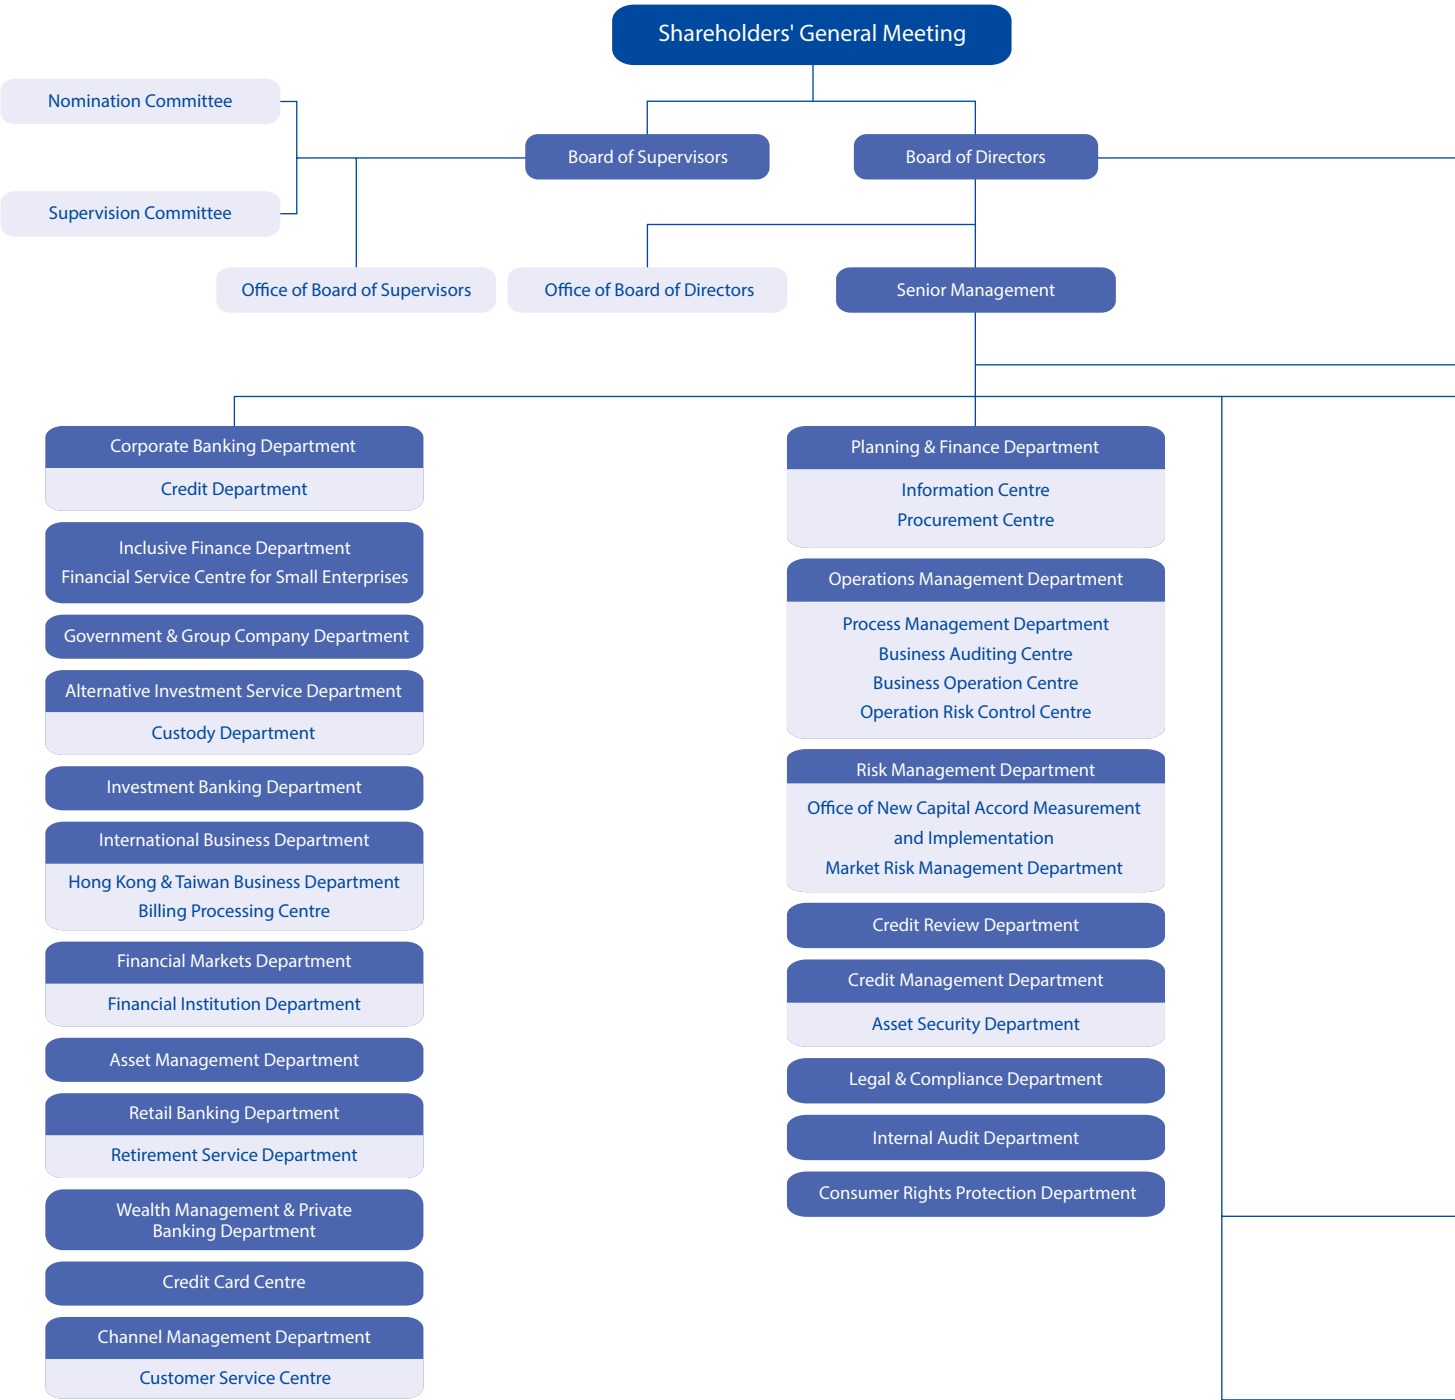 Shareholders' General Meeting
Nomination Committee
Board of Supervisors
Board of Directors
Supervision Committee
Office of Board of Supervisors
Office of Board of Directors
Senior Management
Corporate Banking Department
Credit Department
Inclusive Finance Department
Financial Service Centre for Small Enterprises
Government & Group Company Department
Alternative Investment Service Department
Custody Department
Investment Banking Department
International Business Department
Hong Kong & Taiwan Business Department
Billing Processing Centre
Financial Markets Department
Financial Institution Department
Asset Management Department
Retail Banking Department
Retirement Service Department
Wealth Management & Private
Banking Department
Credit Card Centre
Channel Management Department
Customer Service Centre
Planning & Finance Department
Information Centre
Procurement Centre
Operations Management Department
Process Management Department
Business Auditing Centre
Business Operation Centre
Operation Risk Control Centre
Risk Management Department
Office of New Capital Accord Measurement
and Implementation
Market Risk Management Department
Credit Review Department
Credit Management Department
Asset Security Department
Legal & Compliance Department
Internal Audit Department
Consumer Rights Protection Department